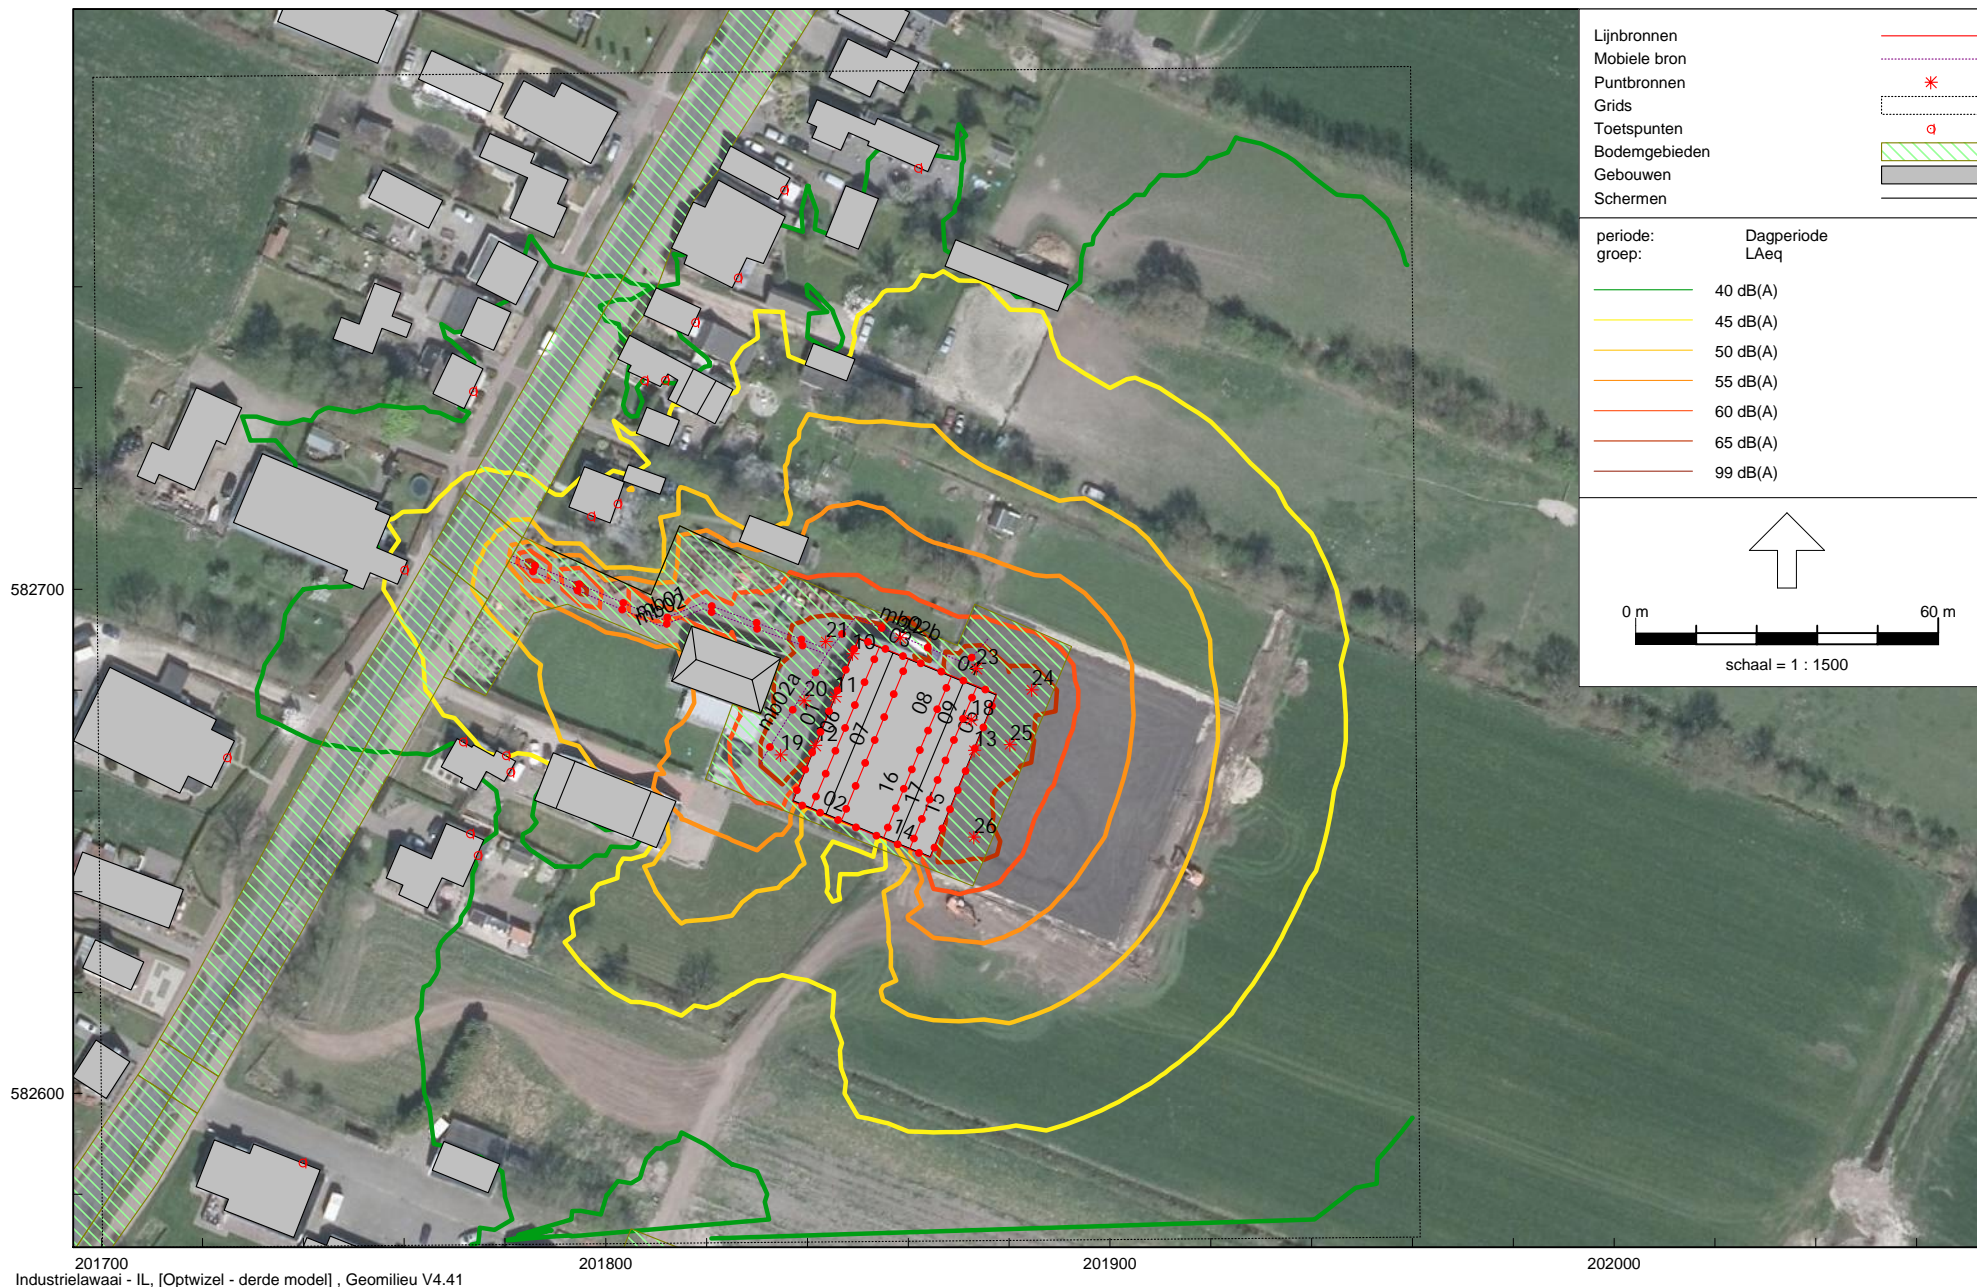 Lijnbronnen
Mobiele bron
Puntbronnen
Grids
Toetspunten
Bodemgebieden
Gebouwen
Schermen
periode: Dagperiode
groep: LAeq
40 dB(A)
45 dB(A)
50 dB(A)
55 dB(A)
60 dB(A)
65 dB(A)
99 dB(A)
0 m 60 m
schaal = 1 : 1500
582700
582600
mb01
mb02
mb02b
03
21
10
23
24
mb02a
20
11
01
06
12
19
07
08
09
18
05
13
25
16
17
15
02
14
26
201700 201800 201900 202000
Industrielawaai - IL, [Optwizel - derde model] , Geomilieu V4.41